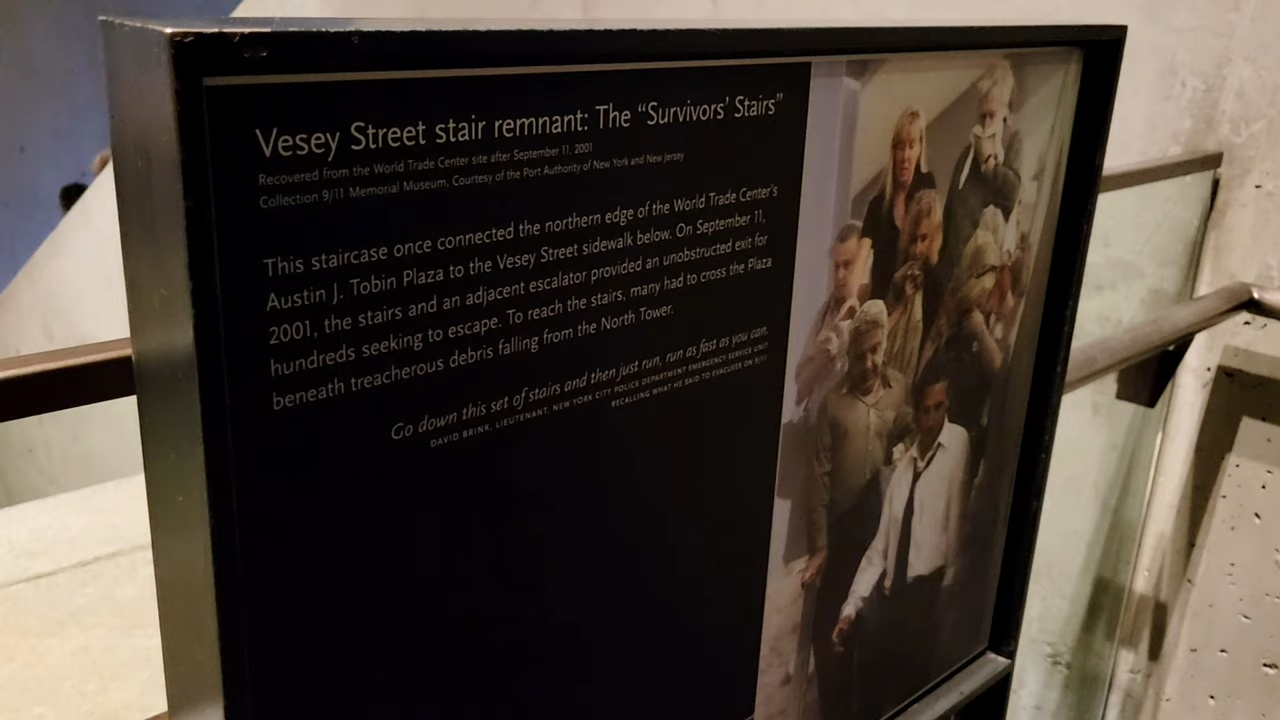 Vesey Street stair remnant: The “Survivors’ Stairs”
Recovered from the World Trade Center site after September 11, 2001
Collection 9/11 Memorial Museum, Courtesy of the Port Authority of New York and New Jersey
This staircase once connected the northern edge of the World Trade Center's
Austin J. Tobin Plaza to the Vesey Street sidewalk below. On September 11,
2001, the stairs and an adjacent escalator provided an unobstructed exit for
hundreds seeking to escape. To reach the stairs, many had to cross the Plaza
beneath treacherous debris falling from the North Tower.
Go down this set of stairs and then just run, run as fast as you can.
DAVID BRINK, LIEUTENANT, NEW YORK CITY POLICE DEPARTMENT EMERGENCY SERVICE UNIT
RECALLING WHAT HE SAID TO EVACUEES ON 9/11